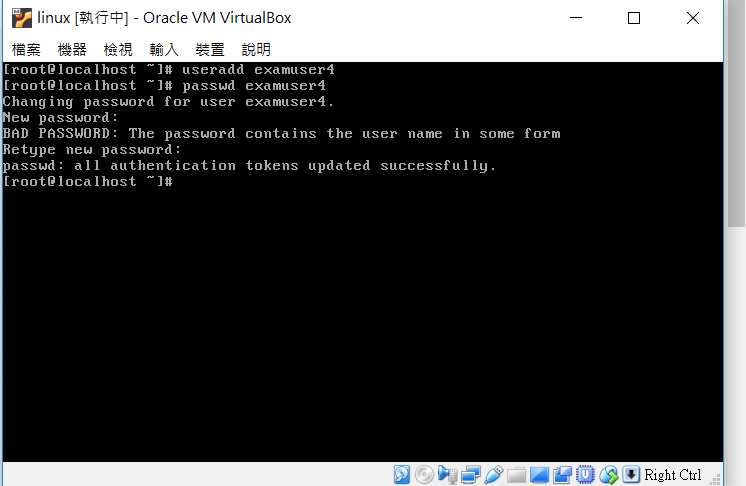 linux [執行中] - Oracle VM VirtualBox
檔案 機器 檢視 輸入 裝置 說明
[root@localhost ~]# useradd examuser4
[root@localhost ~]# passwd examuser4
Changing password for user examuser4.
New password:
BAD PASSWORD: The password contains the user name in some form
Retype new password:
passwd: all authentication tokens updated successfully.
[root@localhost ~]#
Right Ctrl